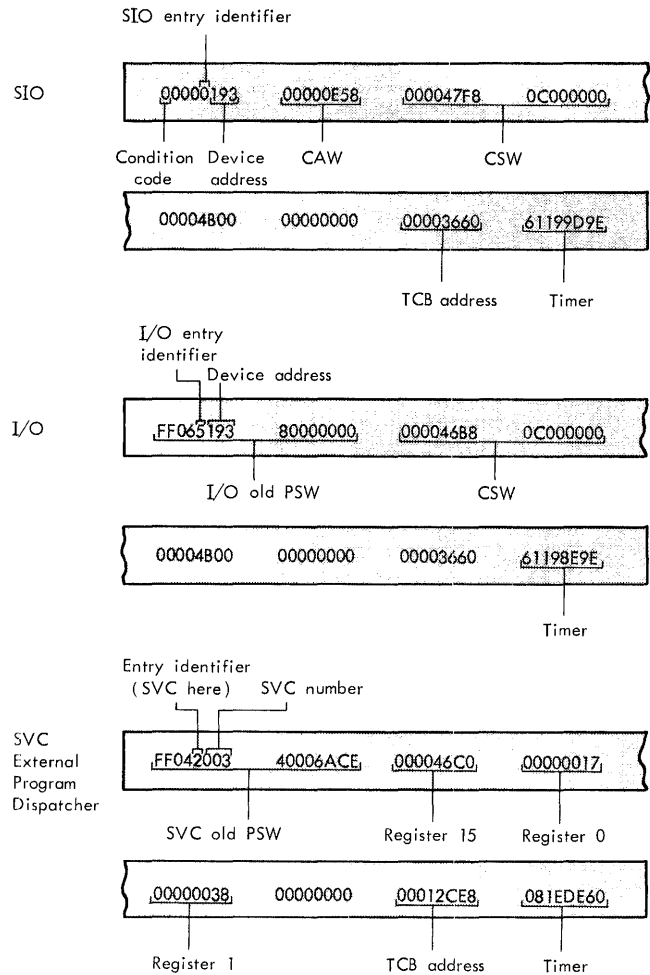 SIO entry identifier
SIO
00000193 00000E58 000047F8 0C000000
Condition code
Device address
CAW
CSW
00004B00 00000000 00003660 61199D9E
TCB address
Timer
I/O entry identifier
Device address
I/O
FF065193 80000000 000046B8 0C000000
I/O old PSW
CSW
00004B00 00000000 00003660 61198E9E
Timer
Entry identifier (SVC here)
SVC number
SVC
External
Program
Dispatcher
FF042003 40006ACE 000046C0 00000017
SVC old PSW
Register 15
Register 0
00000038 00000000 00012CE8 081EDE60
Register 1
TCB address
Timer